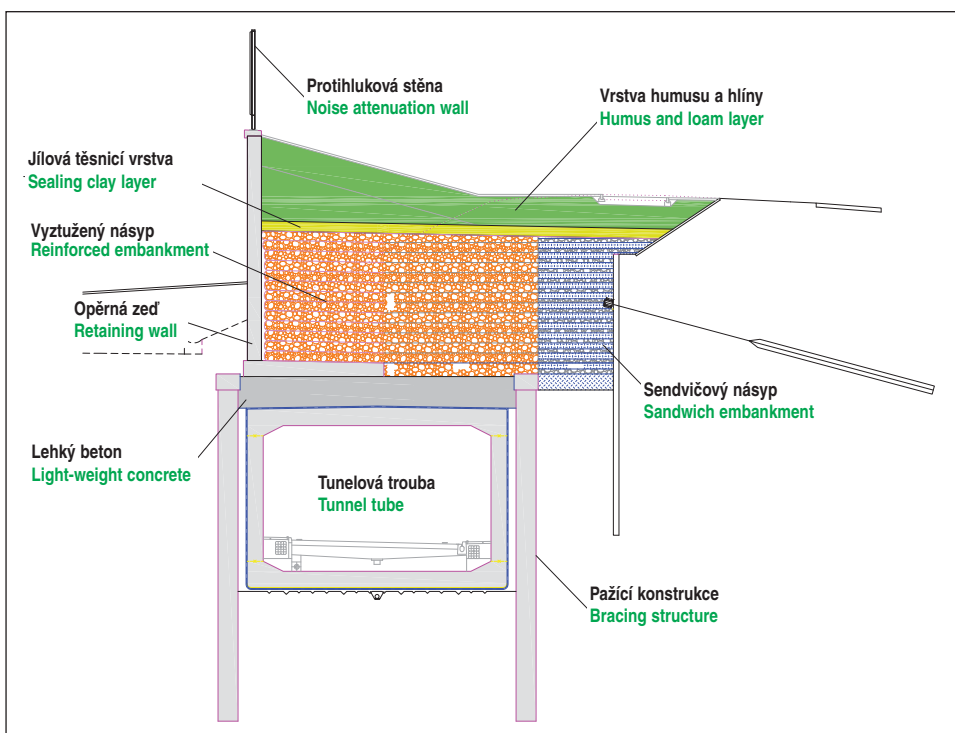 Protihluková stěna
Noise attenuation wall
Vrstva humusu a hlíny
Humus and loam layer
Jílová těsnicí vrstva
Sealing clay layer
Vyztužený násyp
Reinforced embankment
Opěrná zeď
Retaining wall
Sendvičový násyp
Sandwich embankment
Lehký beton
Light-weight concrete
Tunelová trouba
Tunnel tube
Pažící konstrukce
Bracing structure